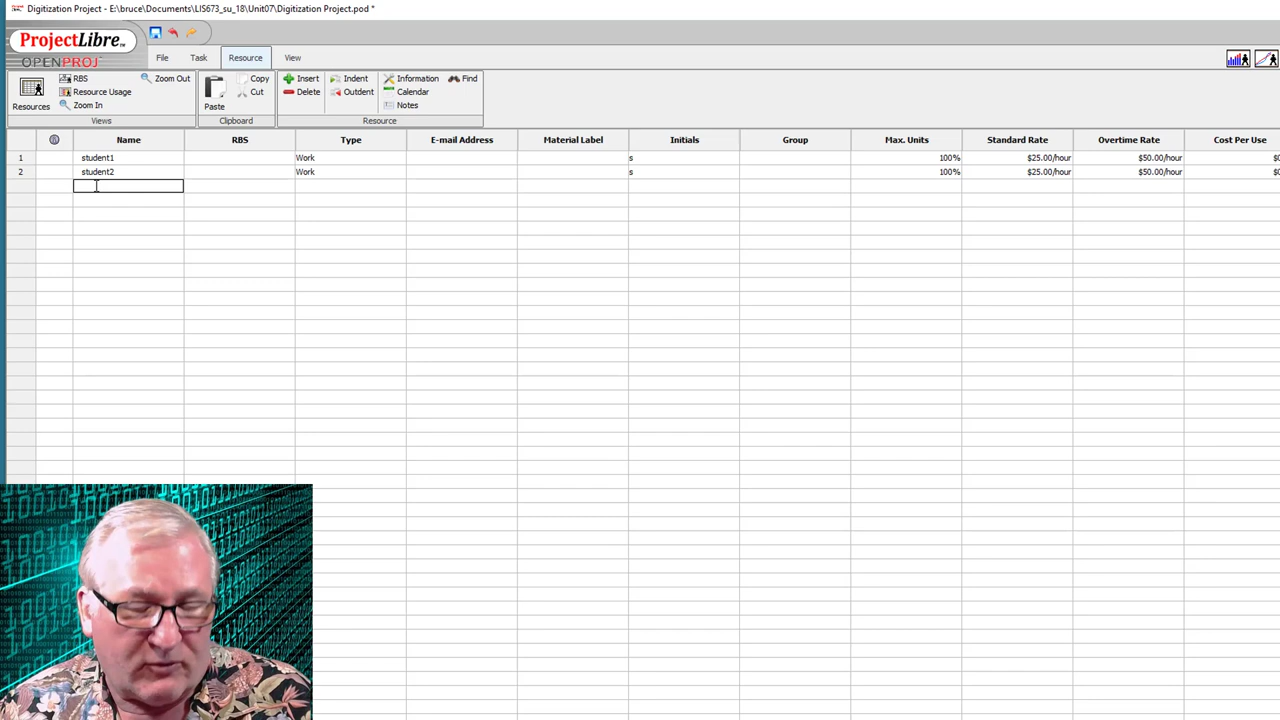 Digitization Project - E:\bruce\Documents\LIS673_su_18\Unit07\Digitization Project.pod *
ProjectLibre™
OPENPROJ
File Task Resource View
Resources
RBS
Resource Usage
Zoom In
Zoom Out
Views
Paste
Copy
Cut
Clipboard
Insert
Delete
Indent
Outdent
Information
Calendar
Notes
Find
Resource
Name RBS Type E-mail Address Material Label Initials Group Max. Units Standard Rate Overtime Rate Cost Per Use
1 student1 Work s 100% $25.00/hour $50.00/hour $0
2 student2 Work s 100% $25.00/hour $50.00/hour $0